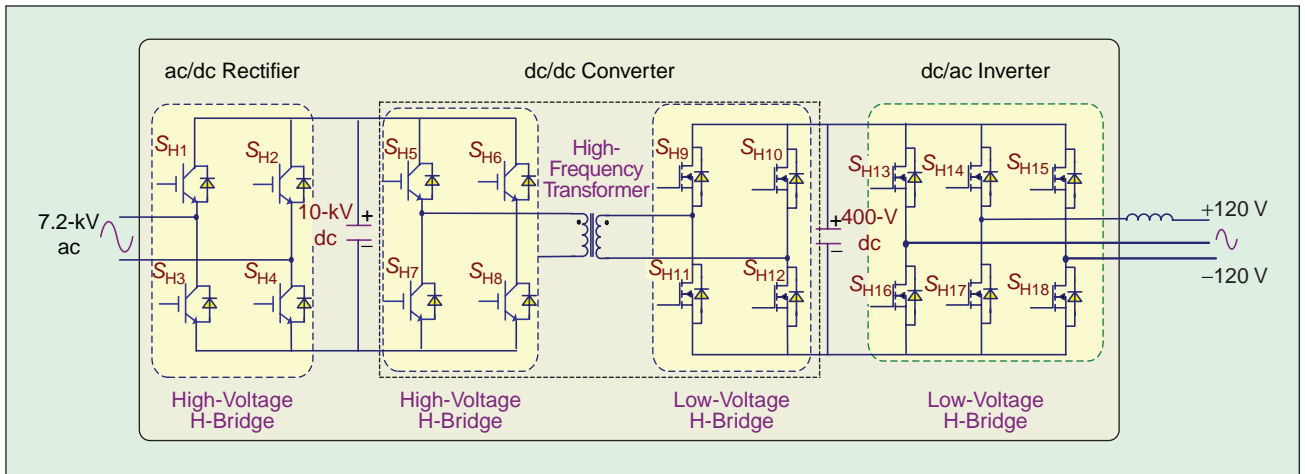 ac/dc Rectifier
dc/dc Converter
dc/ac Inverter
SH1
SH2
SH3
SH4
7.2-kV
ac
10-kV
dc
+
−
SH5
SH6
SH7
SH8
High-
Frequency
Transformer
SH9
SH10
SH11
SH12
400-V
dc
+
−
SH13
SH14
SH15
SH16
SH17
SH18
+120 V
−120 V
High-Voltage
H-Bridge
High-Voltage
H-Bridge
Low-Voltage
H-Bridge
Low-Voltage
H-Bridge